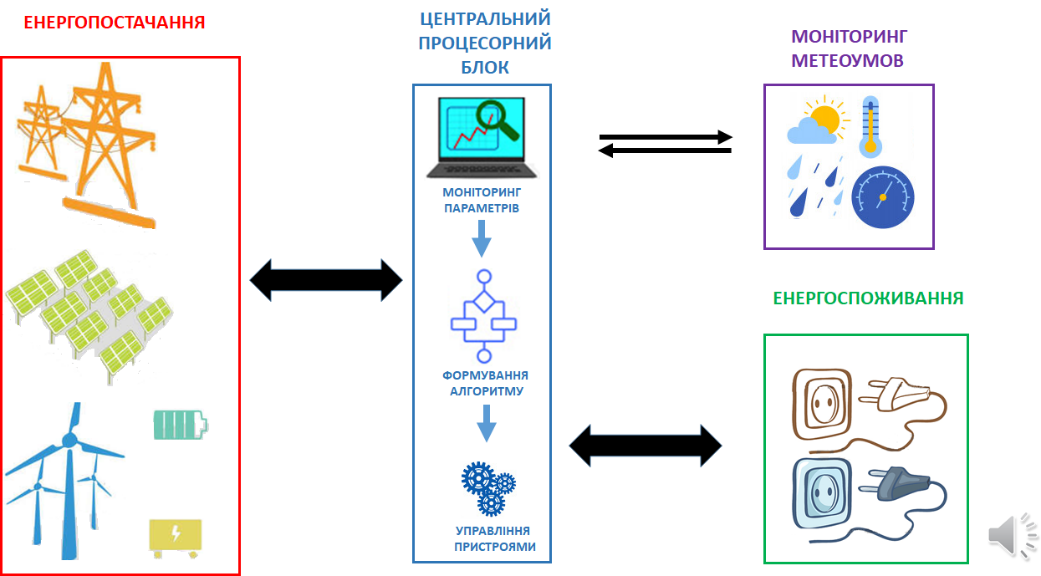 ЕНЕРГОПОСТАЧАННЯ
ЦЕНТРАЛЬНИЙ
ПРОЦЕСОРНИЙ
БЛОК
МОНІТОРИНГ
ПАРАМЕТРІВ
ФОРМУВАННЯ
АЛГОРИТМУ
УПРАВЛІННЯ
ПРИСТРОЯМИ
МОНІТОРИНГ
МЕТЕОУМОВ
ЕНЕРГОСПОЖИВАННЯ